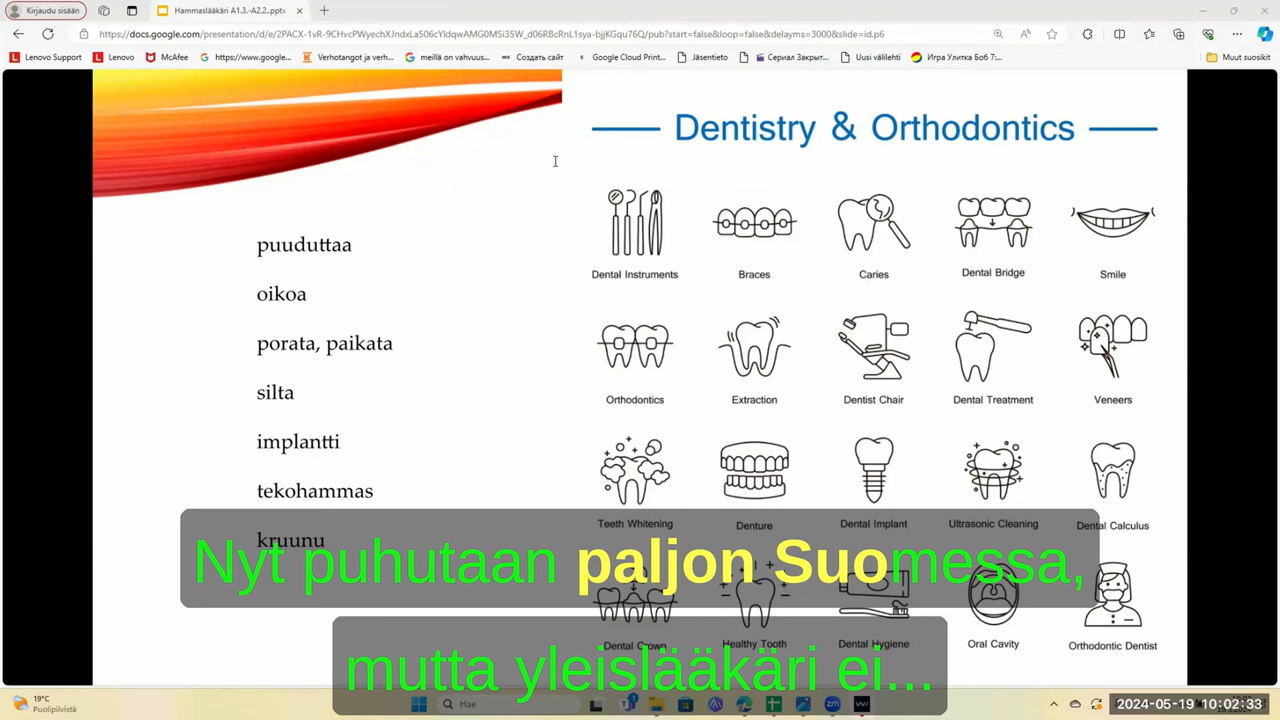 Kirjaudu sisään
Hammaslääkäri A1.3.-A2.2..pptx
https://docs.google.com/presentation/d/e/2PACX-1vR-9CHvcPWyechXJndxLa506cYldqwAMG0MSi35W_d06RBcRnL1sya-bjjKGqu76Q/pub?start=false&loop=false&delayms=3000&slide=id.p6
Lenovo Support
Lenovo
McAfee
https://www.google...
Verhotangot ja verh...
meillä on vahvuus...
Создать сайт
Google Cloud Print...
Jäsentieto
Сериал Закрыт...
Uusi välilehti
Игра Улитка Боб 7:...
Muut suosikit
Dentistry & Orthodontics
puuduttaa
oikoa
porata, paikata
silta
implantti
tekohammas
kruunu
Dental Instruments
Braces
Caries
Dental Bridge
Smile
Orthodontics
Extraction
Dentist Chair
Dental Treatment
Veneers
Teeth Whitening
Denture
Dental Implant
Ultrasonic Cleaning
Dental Calculus
Dental Crown
Healthy Tooth
Dental Hygiene
Oral Cavity
Orthodontic Dentist
Nyt puhutaan paljon Suomessa,
mutta yleislääkäri ei...
19°C
Puolipilvistä
Hae
2024-05-19 10:02:33